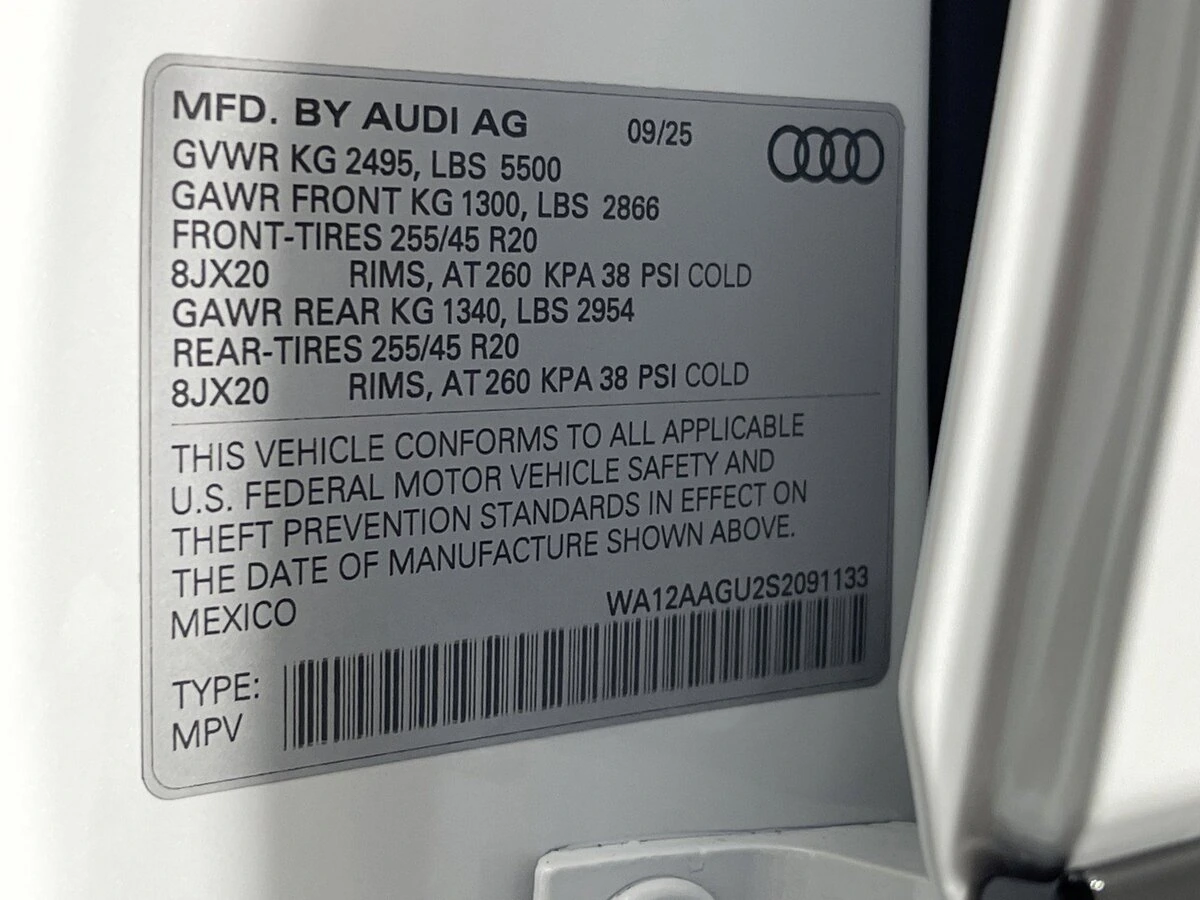 MFD. BY AUDI AG 09/25
GVWR KG 2495, LBS 5500
GAWR FRONT KG 1300, LBS 2866
FRONT-TIRES 255/45 R20
8JX20 RIMS, AT 260 KPA 38 PSI COLD
GAWR REAR KG 1340, LBS 2954
REAR-TIRES 255/45 R20
8JX20 RIMS, AT 260 KPA 38 PSI COLD
THIS VEHICLE CONFORMS TO ALL APPLICABLE
U.S. FEDERAL MOTOR VEHICLE SAFETY AND
THEFT PREVENTION STANDARDS IN EFFECT ON
THE DATE OF MANUFACTURE SHOWN ABOVE.
MEXICO WA12AAGU2S2091133
TYPE:
MPV